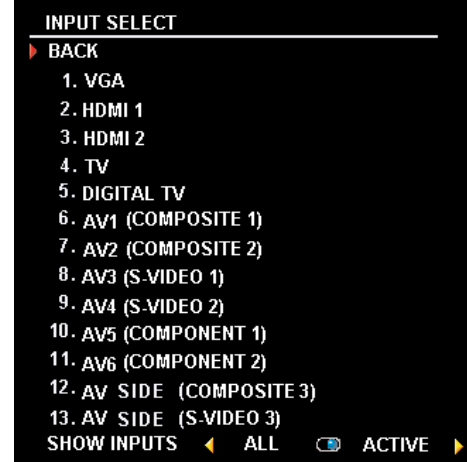 INPUT SELECT
BACK
1. VGA
2. HDMI 1
3. HDMI 2
4. TV
5. DIGITAL TV
6. AV1 (COMPOSITE 1)
7. AV2 (COMPOSITE 2)
8. AV3 (S-VIDEO 1)
9. AV4 (S-VIDEO 2)
10. AV5 (COMPONENT 1)
11. AV6 (COMPONENT 2)
12. AV SIDE (COMPOSITE 3)
13. AV SIDE (S-VIDEO 3)
SHOW INPUTS ALL ACTIVE